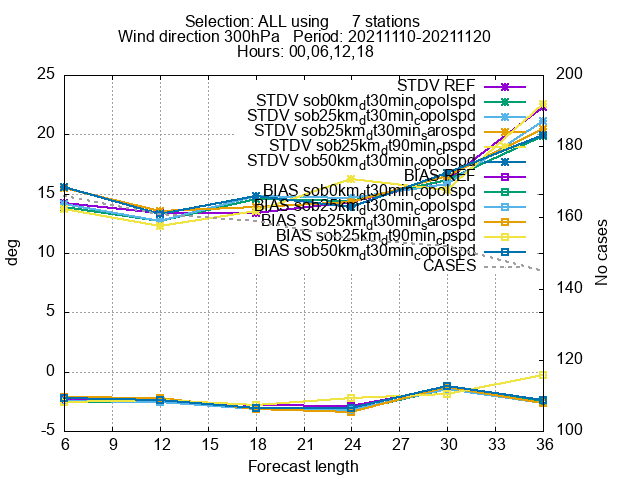 Selection: ALL using 7 stations
Wind direction 300hPa Period: 20211110-20211120
Hours: 00,06,12,18
25
20
15
10
5
0
-5
deg
200
180
160
140
120
100
No cases
STDV REF
STDV sob0km_dt30min_copolspd
STDV sob25km_dt30min_copolspd
STDV sob25km_dt30min_sarospd
STDV sob25km_dt90min_cpspd
STDV sob50km_dt30min_copolspd
BIAS REF
BIAS sob0km_dt30min_copolspd
BIAS sob25km_dt30min_copolspd
BIAS sob25km_dt30min_sarospd
BIAS sob25km_dt90min_cpspd
BIAS sob50km_dt30min_copolspd
CASES
6 9 12 15 18 21 24 27 30 33 36
Forecast length